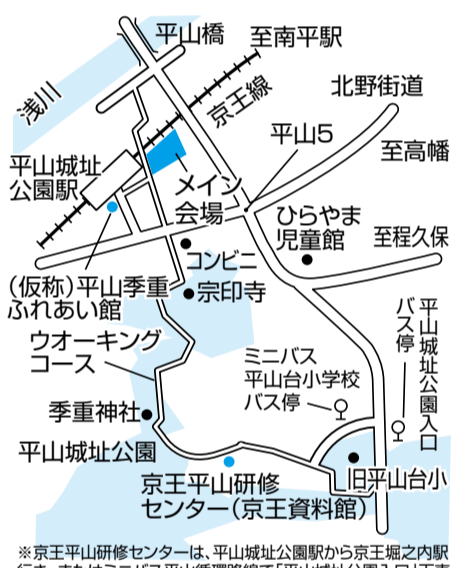 平山橋
至南平駅
浅川
京王線
北野街道
平山5
至高幡
平山城址
公園駅
メイン
会場
ひらやま
児童館
至程久保
コンビニ
(仮称)平山季重
ふれあい館
宗印寺
ウオーキング
コース
ミニバス
平山台小学校
バス停
平山城址公園入口
バス停
季重神社
平山城址公園
京王平山研修
センター(京王資料館)
旧平山台小
※京王平山研修センターは、平山城址公園駅から京王堀之内駅